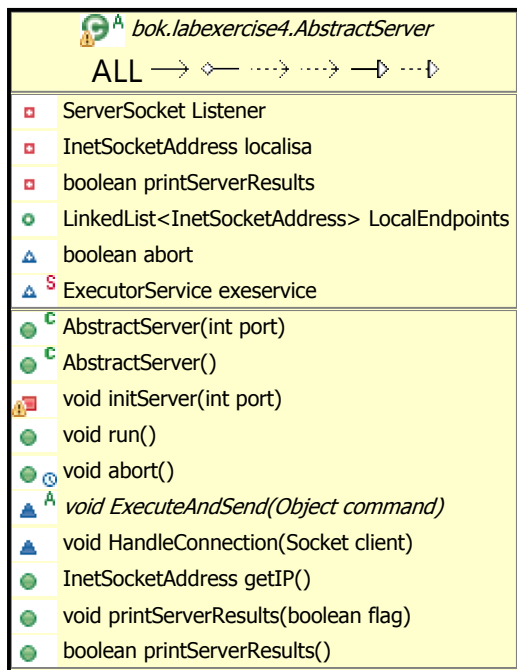 A bok.labexercise4.AbstractServer
ALL
ServerSocket Listener
InetSocketAddress localisa
boolean printServerResults
LinkedList<InetSocketAddress> LocalEndpoints
boolean abort
S ExecutorService exeservice
C AbstractServer(int port)
C AbstractServer()
void initServer(int port)
void run()
void abort()
A void ExecuteAndSend(Object command)
void HandleConnection(Socket client)
InetSocketAddress getIP()
void printServerResults(boolean flag)
boolean printServerResults()